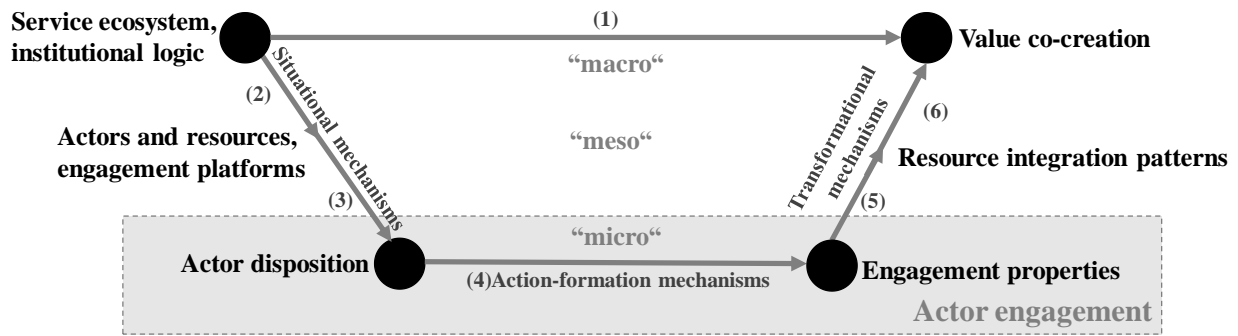 (1)
Service ecosystem,
institutional logic
Value co-creation
“macro“
(2)
Situational mechanisms
Transformational
mechanisms
(6)
Actors and resources,
engagement platforms
“meso“
Resource integration patterns
(3)
(5)
“micro“
Actor disposition
(4)Action-formation mechanisms
Engagement properties
Actor engagement